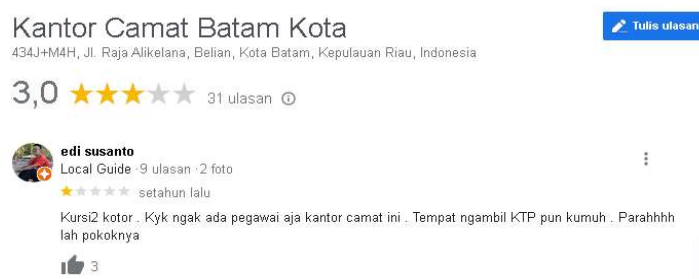 Kantor Camat Batam Kota
Tulis ulasan
434J+M4H, Jl. Raja Alikelana, Belian, Kota Batam, Kepulauan Riau, Indonesia
3,0 31 ulasan
edi susanto
Local Guide · 9 ulasan · 2 foto
setahun lalu
Kursi2 kotor . Kyk ngak ada pegawai aja kantor camat ini . Tempat ngambil KTP pun kumuh . Parahhhh
lah pokoknya
3